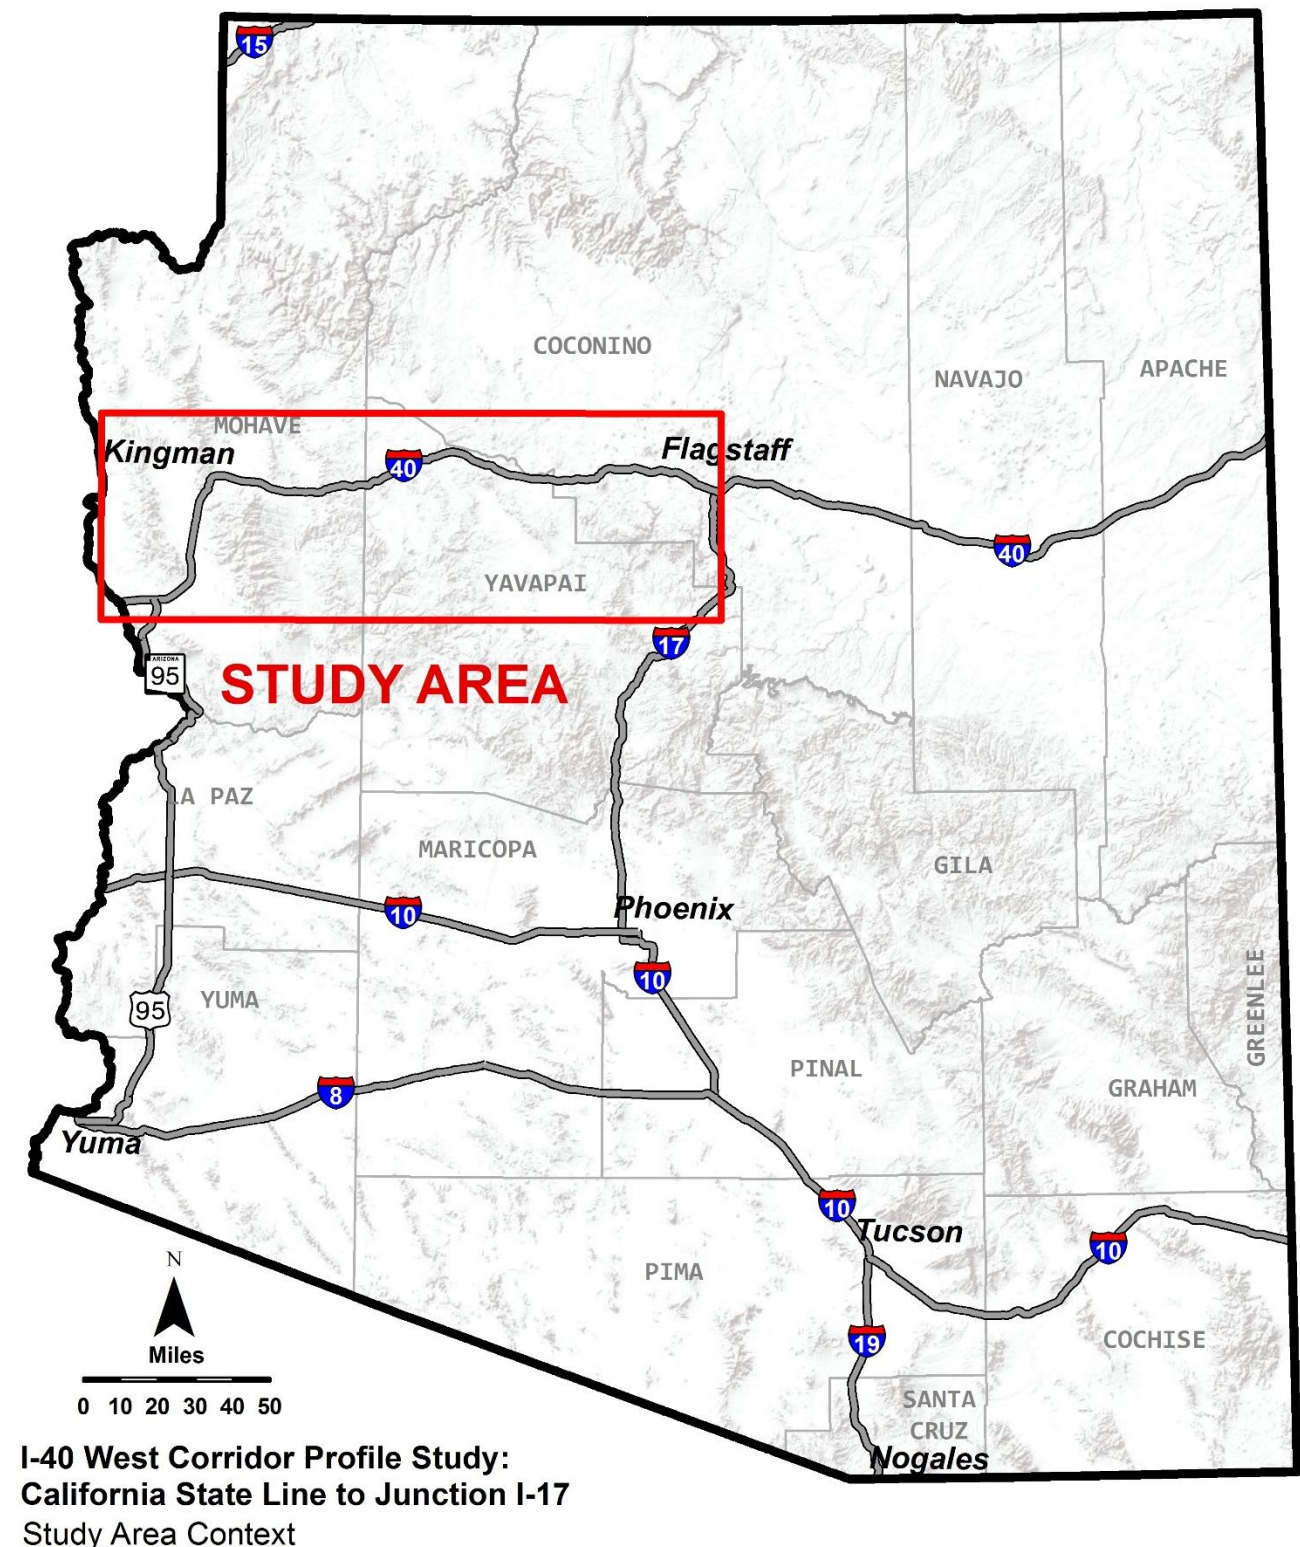 15
COCONINO
NAVAJO
APACHE
MOHAVE
Kingman
Flagstaff
40
40
YAVAPAI
17
ARIZONA
95
STUDY AREA
LA PAZ
MARICOPA
GILA
Phoenix
10
10
GREENLEE
YUMA
95
PINAL
GRAHAM
8
Yuma
10
Tucson
10
N
PIMA
Miles
19
COCHISE
0 10 20 30 40 50
SANTA
CRUZ
Nogales
I-40 West Corridor Profile Study:
California State Line to Junction I-17
Study Area Context